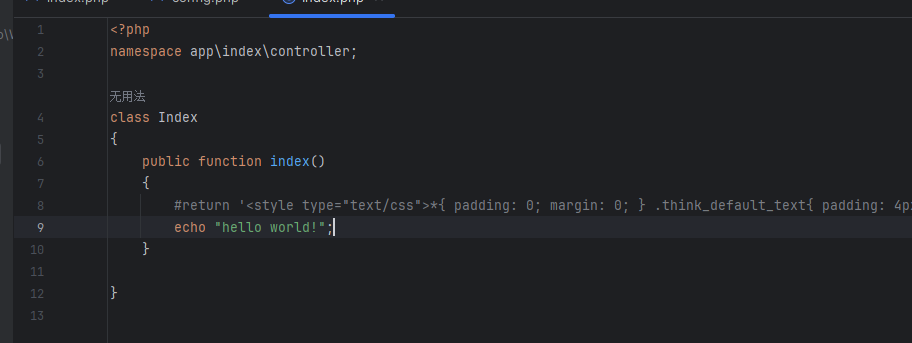 index.php config.php index.php
1 <?php
2 namespace app\index\controller;
3
无用法
4 class Index
5 {
6 public function index()
7 {
8 #return '<style type="text/css">*{ padding: 0; margin: 0; } .think_default_text{ padding: 4p
9 echo "hello world!";
10 }
11
12 }
13